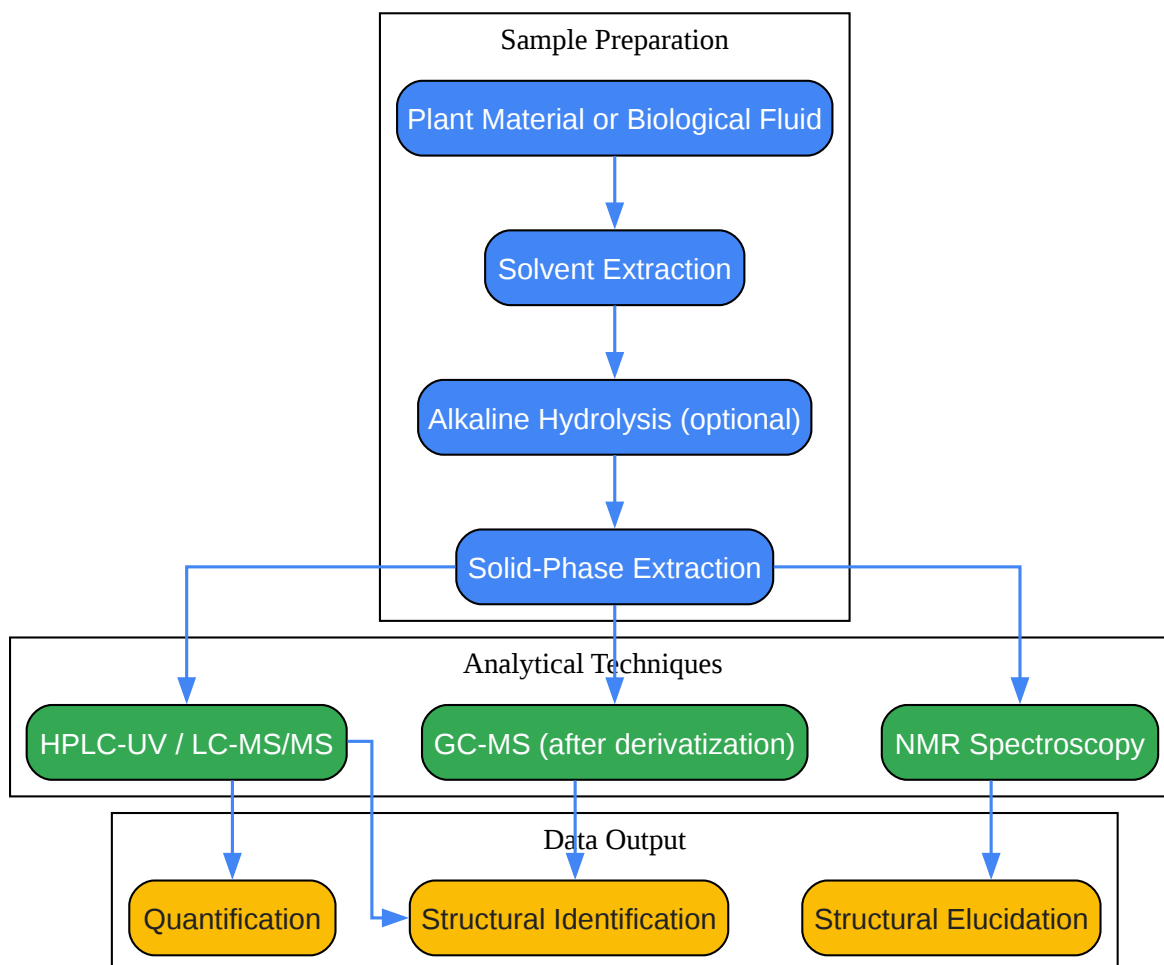 Sample Preparation
Plant Material or Biological Fluid
Solvent Extraction
Alkaline Hydrolysis (optional)
Solid-Phase Extraction
Analytical Techniques
HPLC-UV / LC-MS/MS
GC-MS (after derivatization)
NMR Spectroscopy
Data Output
Quantification
Structural Identification
Structural Elucidation